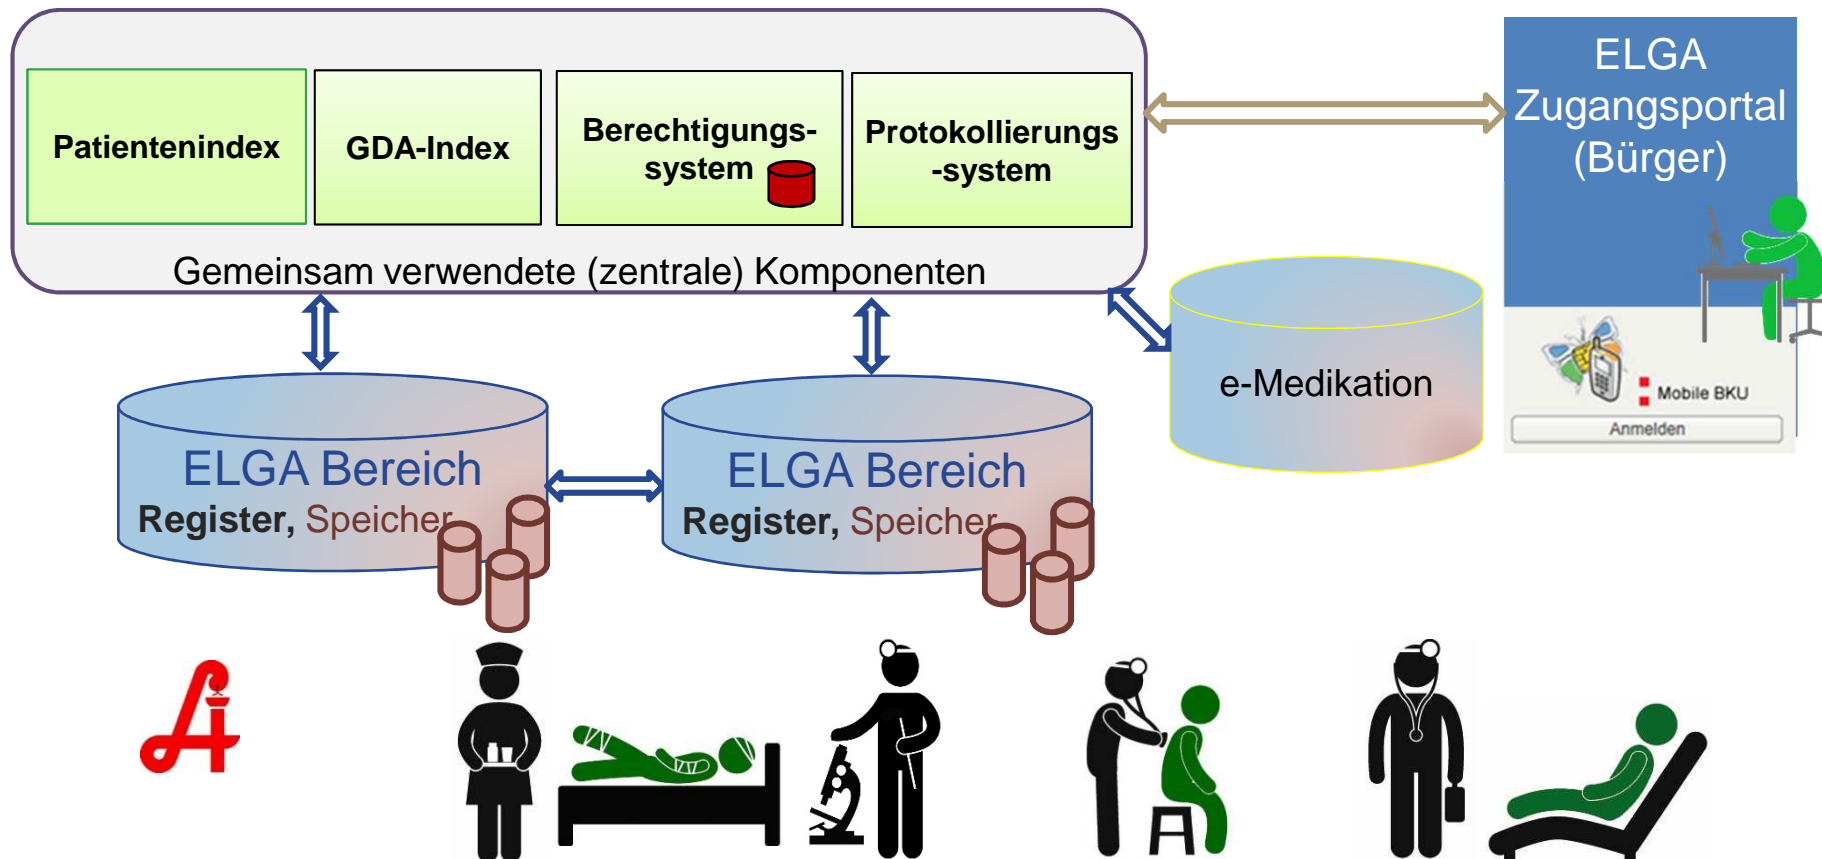 Patientenindex
GDA-Index
Berechtigungs-
system
Protokollierungs
-system
Gemeinsam verwendete (zentrale) Komponenten
ELGA
Zugangsportal
(Bürger)
Mobile BKU
Anmelden
e-Medikation
ELGA Bereich
Register, Speicher
ELGA Bereich
Register, Speicher